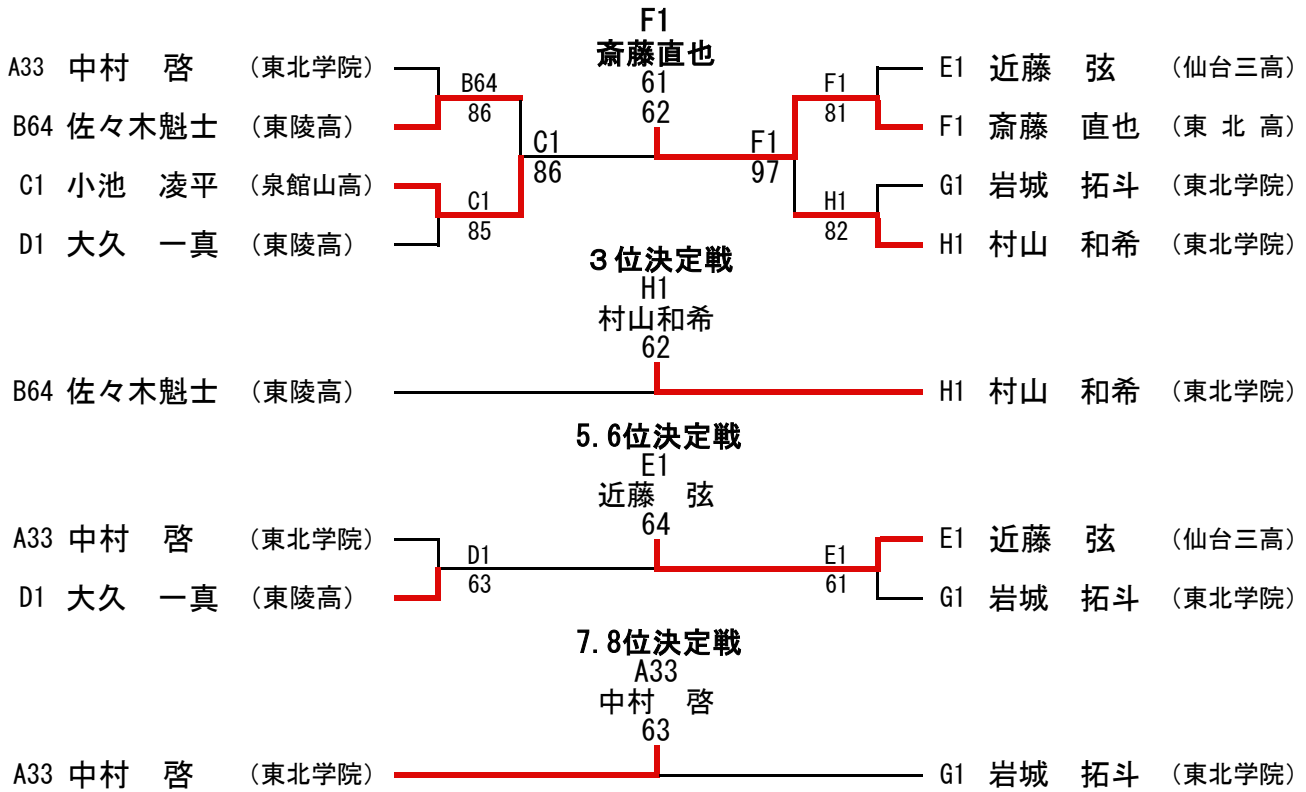 F1
斎藤直也
61
62
A33 中村 啓 （東北学院）
B64
86
B64 佐々木魁士 （東陵高）
C1
86
C1 小池 凌平 （泉館山高）
C1
85
D1 大久 一真 （東陵高）
E1 近藤 弦 （仙台三高）
F1
81
F1 斎藤 直也 （東 北 高）
F1
97
G1 岩城 拓斗 （東北学院）
H1
82
H1 村山 和希 （東北学院）
３位決定戦
H1
村山和希
62
B64 佐々木魁士 （東陵高）
H1 村山 和希 （東北学院）
5.6位決定戦
E1
近藤 弦
64
A33 中村 啓 （東北学院）
D1
63
D1 大久 一真 （東陵高）
E1 近藤 弦 （仙台三高）
E1
61
G1 岩城 拓斗 （東北学院）
7.8位決定戦
A33
中村 啓
63
A33 中村 啓 （東北学院）
G1 岩城 拓斗 （東北学院）